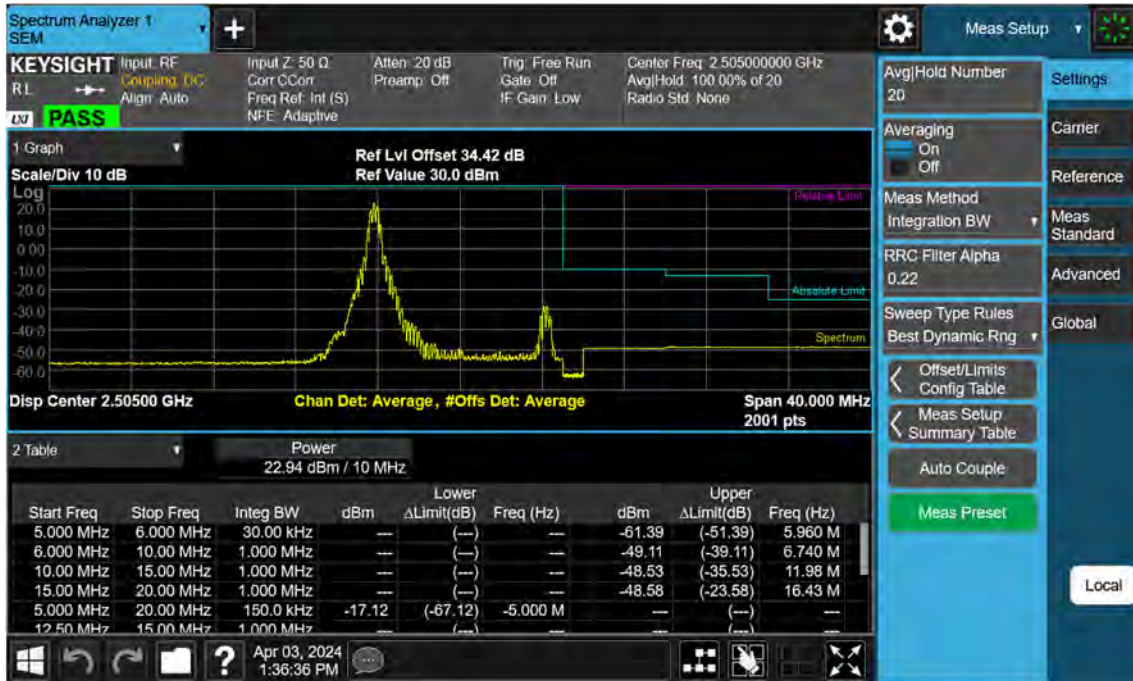 Spectrum Analyzer 1
SEM
Meas Setup
KEYSIGHT
RL
LXI
PASS
Input: RF
Coupling: DC
Align: Auto
Input Z: 50 Ω
Corr CCorr
Freq Ref: Int (S)
NFE: Adaptive
Atten: 20 dB
Preamp: Off
Trig: Free Run
Gate: Off
IF Gain: Low
Center Freq: 2.505000000 GHz
Avg|Hold: 100.00% of 20
Radio Std: None
1 Graph
Scale/Div 10 dB
Ref Lvl Offset 34.42 dB
Ref Value 30.0 dBm
Log
20.0
10.0
0.00
-10.0
-20.0
-30.0
-40.0
-50.0
-60.0
Relative Limit
Absolute Limit
Spectrum
Disp Center 2.50500 GHz
Chan Det: Average, #Offs Det: Average
Span 40.000 MHz
2001 pts
2 Table
Power
22.94 dBm / 10 MHz
Lower Upper
Start Freq Stop Freq Integ BW dBm ΔLimit(dB) Freq (Hz) dBm ΔLimit(dB) Freq (Hz)
5.000 MHz 6.000 MHz 30.00 kHz --- (---) --- -61.39 (-51.39) 5.960 M
6.000 MHz 10.00 MHz 1.000 MHz --- (---) --- -49.11 (-39.11) 6.740 M
10.00 MHz 15.00 MHz 1.000 MHz --- (---) --- -48.53 (-35.53) 11.98 M
15.00 MHz 20.00 MHz 1.000 MHz --- (---) --- -48.58 (-23.58) 16.43 M
5.000 MHz 20.00 MHz 150.0 kHz -17.12 (-67.12) -5.000 M --- (---) ---
12.50 MHz 15.00 MHz 1.000 MHz --- (---) --- --- (---) ---
?
Apr 03, 2024
1:36:36 PM
Avg|Hold Number
20
Averaging
On
Off
Meas Method
Integration BW
RRC Filter Alpha
0.22
Sweep Type Rules
Best Dynamic Rng
Offset/Limits
Config Table
Meas Setup
Summary Table
Auto Couple
Meas Preset
Settings
Carrier
Reference
Meas
Standard
Advanced
Global
Local